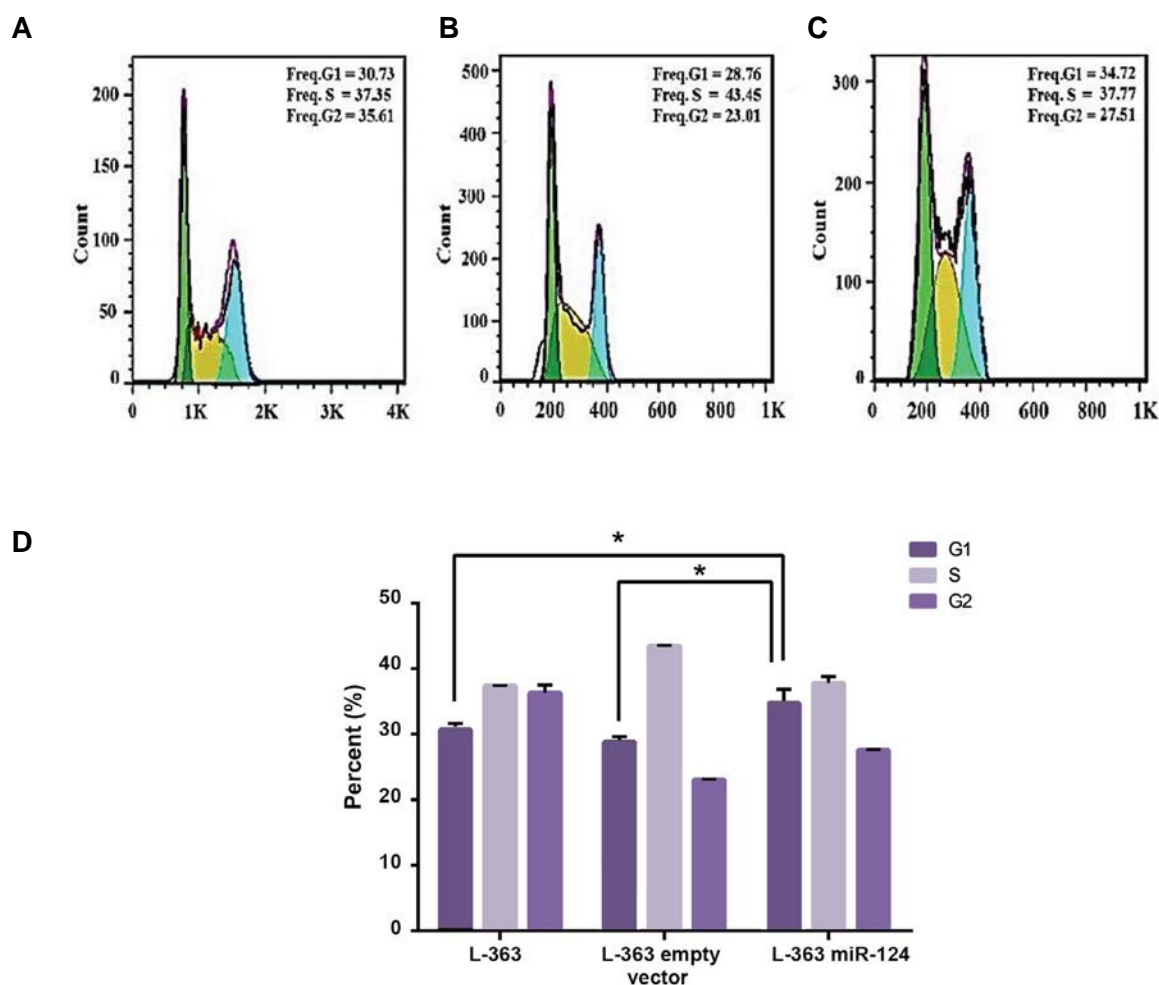 A
Freq.G1 = 30.73
Freq. S = 37.35
Freq.G2 = 35.61
200
150
100
50
0
Count
0 1K 2K 3K 4K
B
Freq.G1 = 28.76
Freq. S = 43.45
Freq.G2 = 23.01
500
400
300
200
100
0
Count
0 200 400 600 800 1K
C
Freq.G1 = 34.72
Freq. S = 37.77
Freq.G2 = 27.51
300
200
100
0
Count
0 200 400 600 800 1K
D
*
*
G1
S
G2
50
40
30
20
10
0
Percent (%)
L-363
L-363 empty
vector
L-363 miR-124